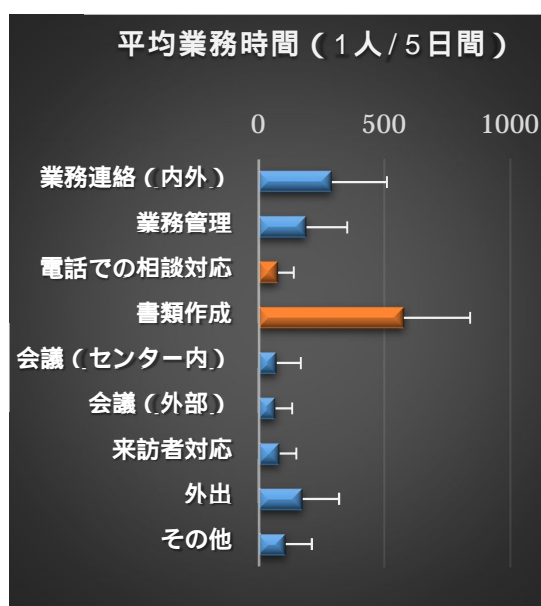 平均業務時間（1人/5日間）
0 500 1000
業務連絡（内外）
業務管理
電話での相談対応
書類作成
会議（センター内）
会議（外部）
来訪者対応
外出
その他